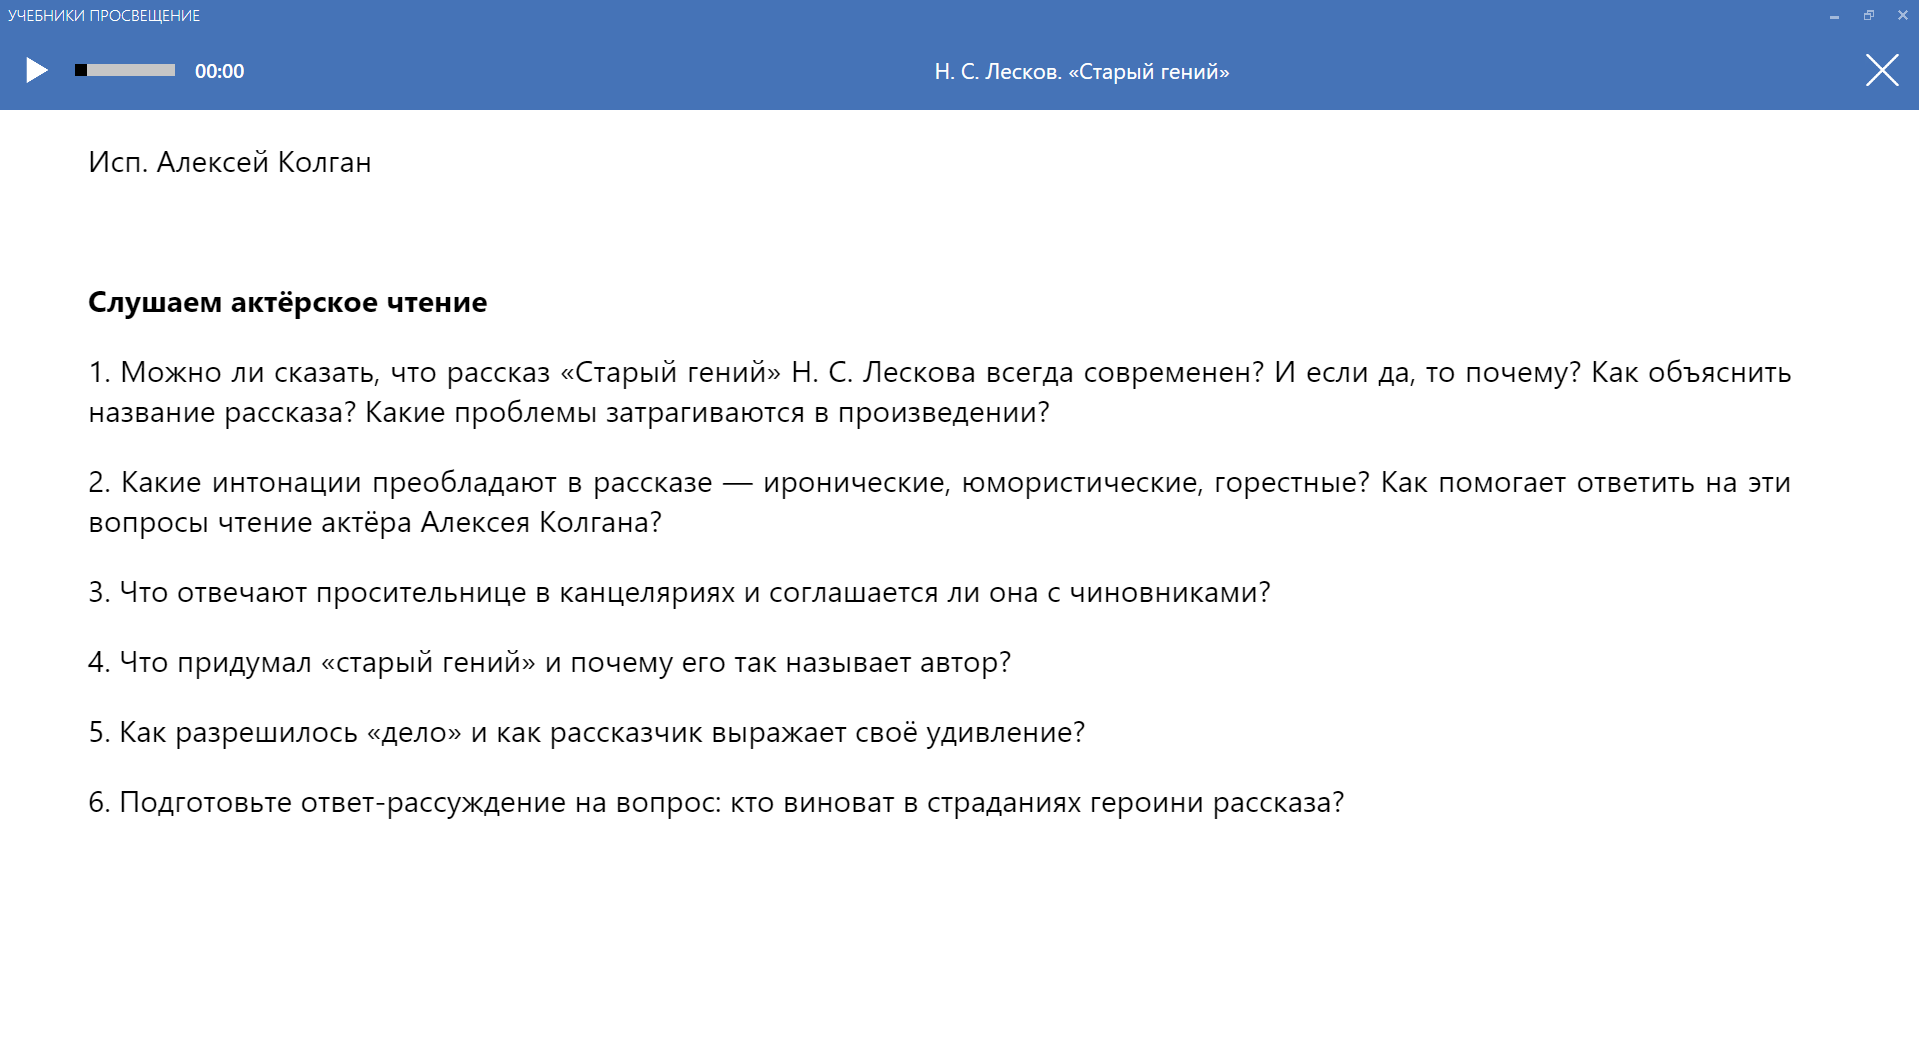 УЧЕБНИКИ ПРОСВЕЩЕНИЕ
00:00
Н. С. Лесков. «Старый гений»
Исп. Алексей Колган
Слушаем актёрское чтение
1. Можно ли сказать, что рассказ «Старый гений» Н. С. Лескова всегда современен? И если да, то почему? Как объяснить
название рассказа? Какие проблемы затрагиваются в произведении?
2. Какие интонации преобладают в рассказе — иронические, юмористические, горестные? Как помогает ответить на эти
вопросы чтение актёра Алексея Колгана?
3. Что отвечают просительнице в канцеляриях и соглашается ли она с чиновниками?
4. Что придумал «старый гений» и почему его так называет автор?
5. Как разрешилось «дело» и как рассказчик выражает своё удивление?
6. Подготовьте ответ-рассуждение на вопрос: кто виноват в страданиях героини рассказа?